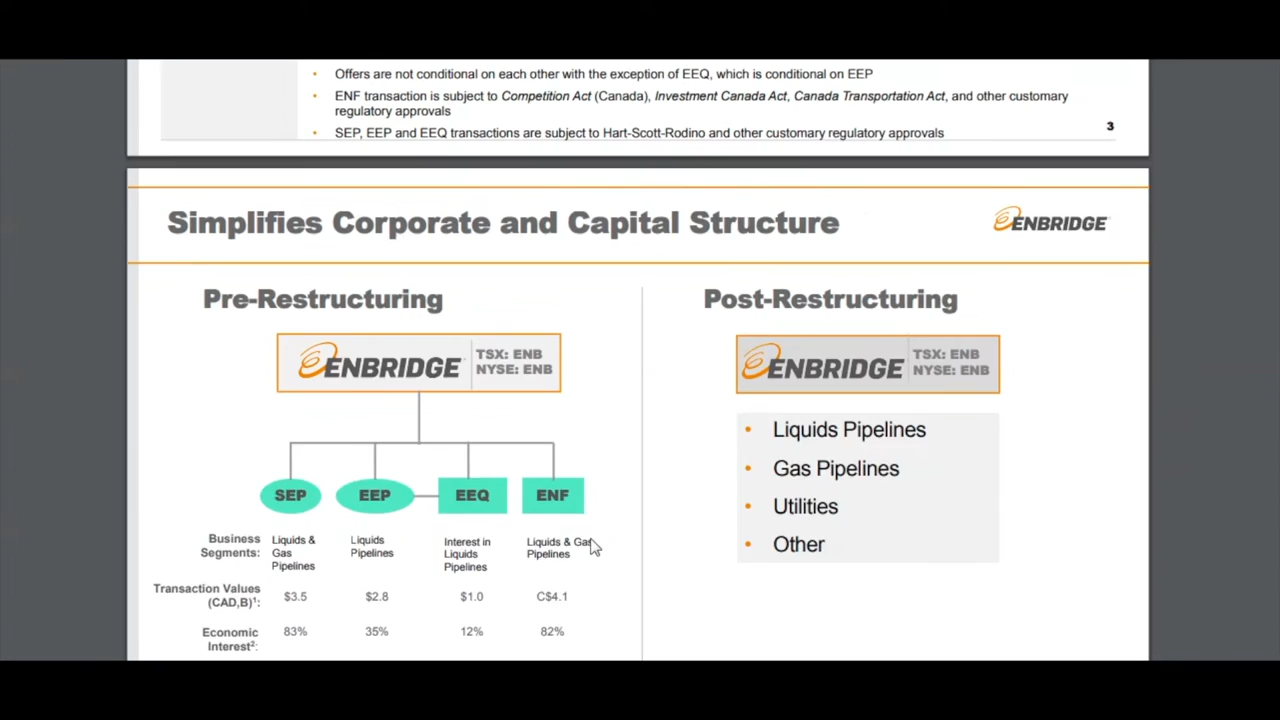 • Offers are not conditional on each other with the exception of EEQ, which is conditional on EEP
• ENF transaction is subject to Competition Act (Canada), Investment Canada Act, Canada Transportation Act, and other customary
regulatory approvals
• SEP, EEP and EEQ transactions are subject to Hart-Scott-Rodino and other customary regulatory approvals
3
Simplifies Corporate and Capital Structure
ENBRIDGE
Pre-Restructuring
ENBRIDGE
TSX: ENB
NYSE: ENB
SEP
EEP
EEQ
ENF
Business
Segments:
Liquids &
Gas
Pipelines
Liquids
Pipelines
Interest in
Liquids
Pipelines
Liquids & Gas
Pipelines
Transaction Values
(CAD,B)¹:
$3.5
$2.8
$1.0
C$4.1
Economic
Interest²:
83%
35%
12%
82%
Post-Restructuring
ENBRIDGE
TSX: ENB
NYSE: ENB
• Liquids Pipelines
• Gas Pipelines
• Utilities
• Other